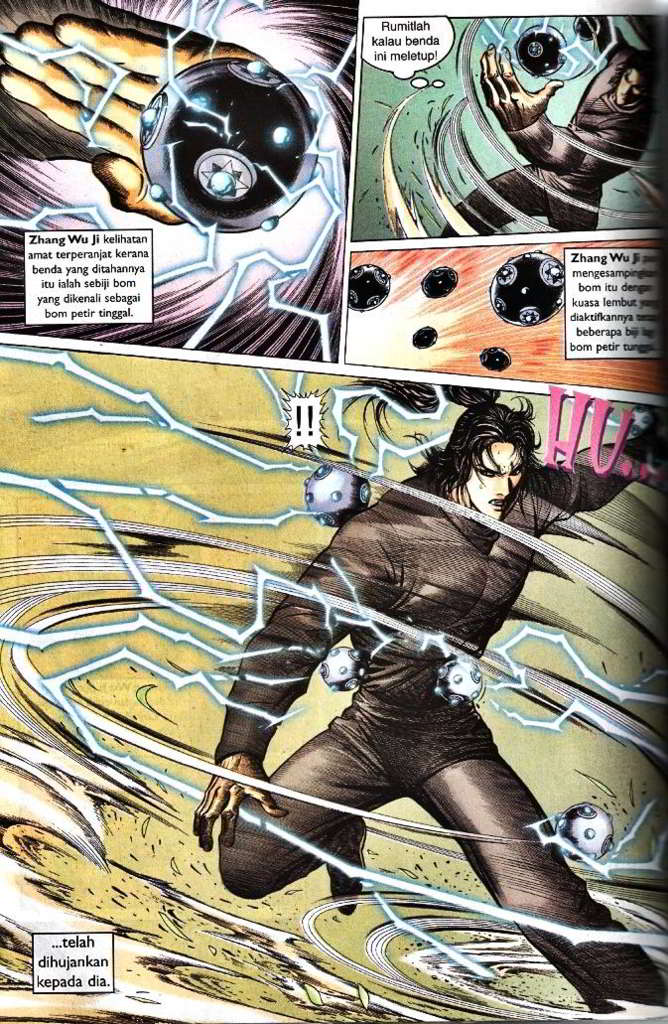 Zhang Wu Ji kelihatan
amat terperanjat kerana
benda yang ditahannya
itu ialah sebiji bom
yang dikenali sebagai
bom petir tinggal.
Rumitlah
kalau benda
ini meletup!
Zhang Wu Ji
mengesampingkan
bom itu dengan
kuasa lembut yang
diaktifkannya
beberapa biji
bom petir tunggal
!!
HU..
...telah
dihujankan
kepada dia.